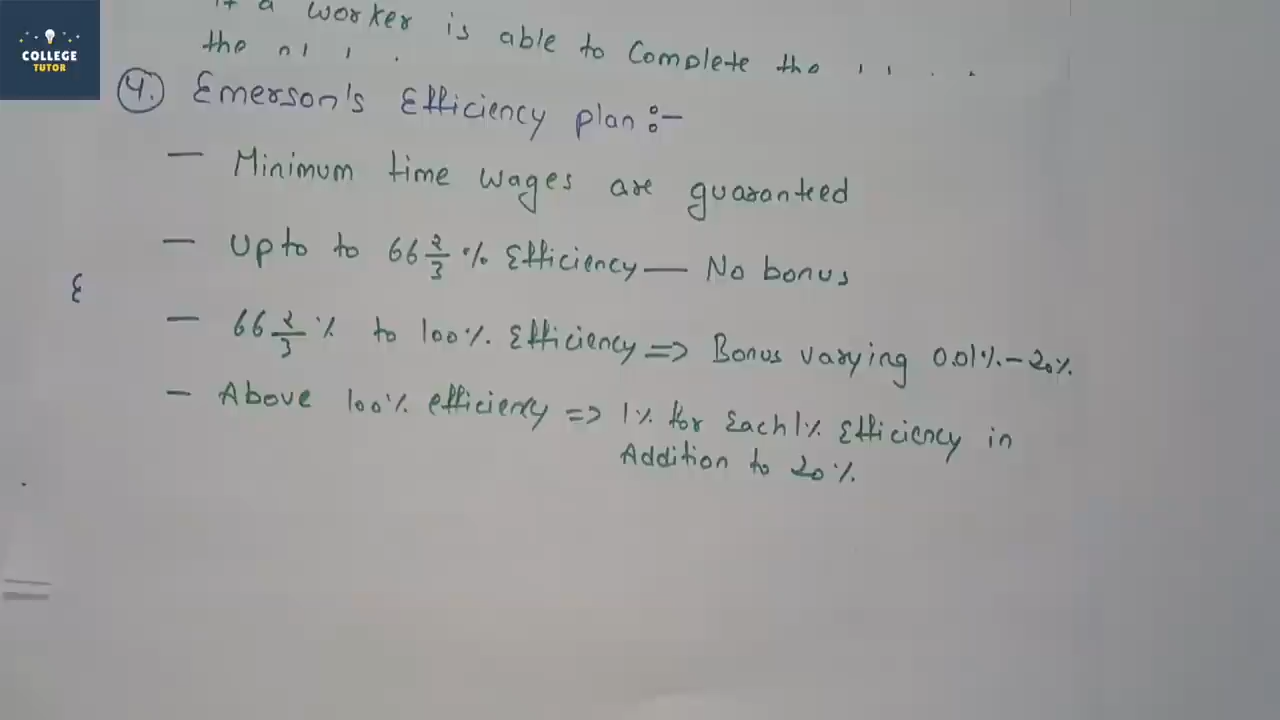 COLLEGE
TUTOR
a worker is able to Complete the
the
4. Emerson's Efficiency plan :-
— Minimum time wages are guaranteed
— Upto to 66 2/3 % Efficiency — No bonus
ε
— 66 2/3 % to 100% Efficiency => Bonus varying 0.01% - 20%
— Above 100% efficiency => 1% for Each 1% Efficiency in
Addition to 20%.